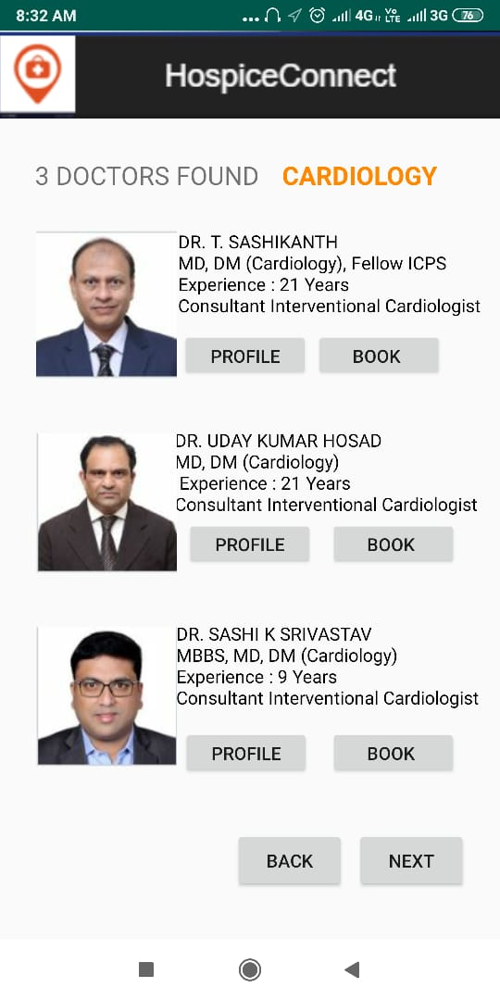 8:32 AM
4G
Vo
LTE
3G
76
HospiceConnect
3 DOCTORS FOUND CARDIOLOGY
DR. T. SASHIKANTH
MD, DM (Cardiology), Fellow ICPS
Experience : 21 Years
Consultant Interventional Cardiologist
PROFILE BOOK
DR. UDAY KUMAR HOSAD
MD, DM (Cardiology)
Experience : 21 Years
Consultant Interventional Cardiologist
PROFILE BOOK
DR. SASHI K SRIVASTAV
MBBS, MD, DM (Cardiology)
Experience : 9 Years
Consultant Interventional Cardiologist
PROFILE BOOK
BACK NEXT